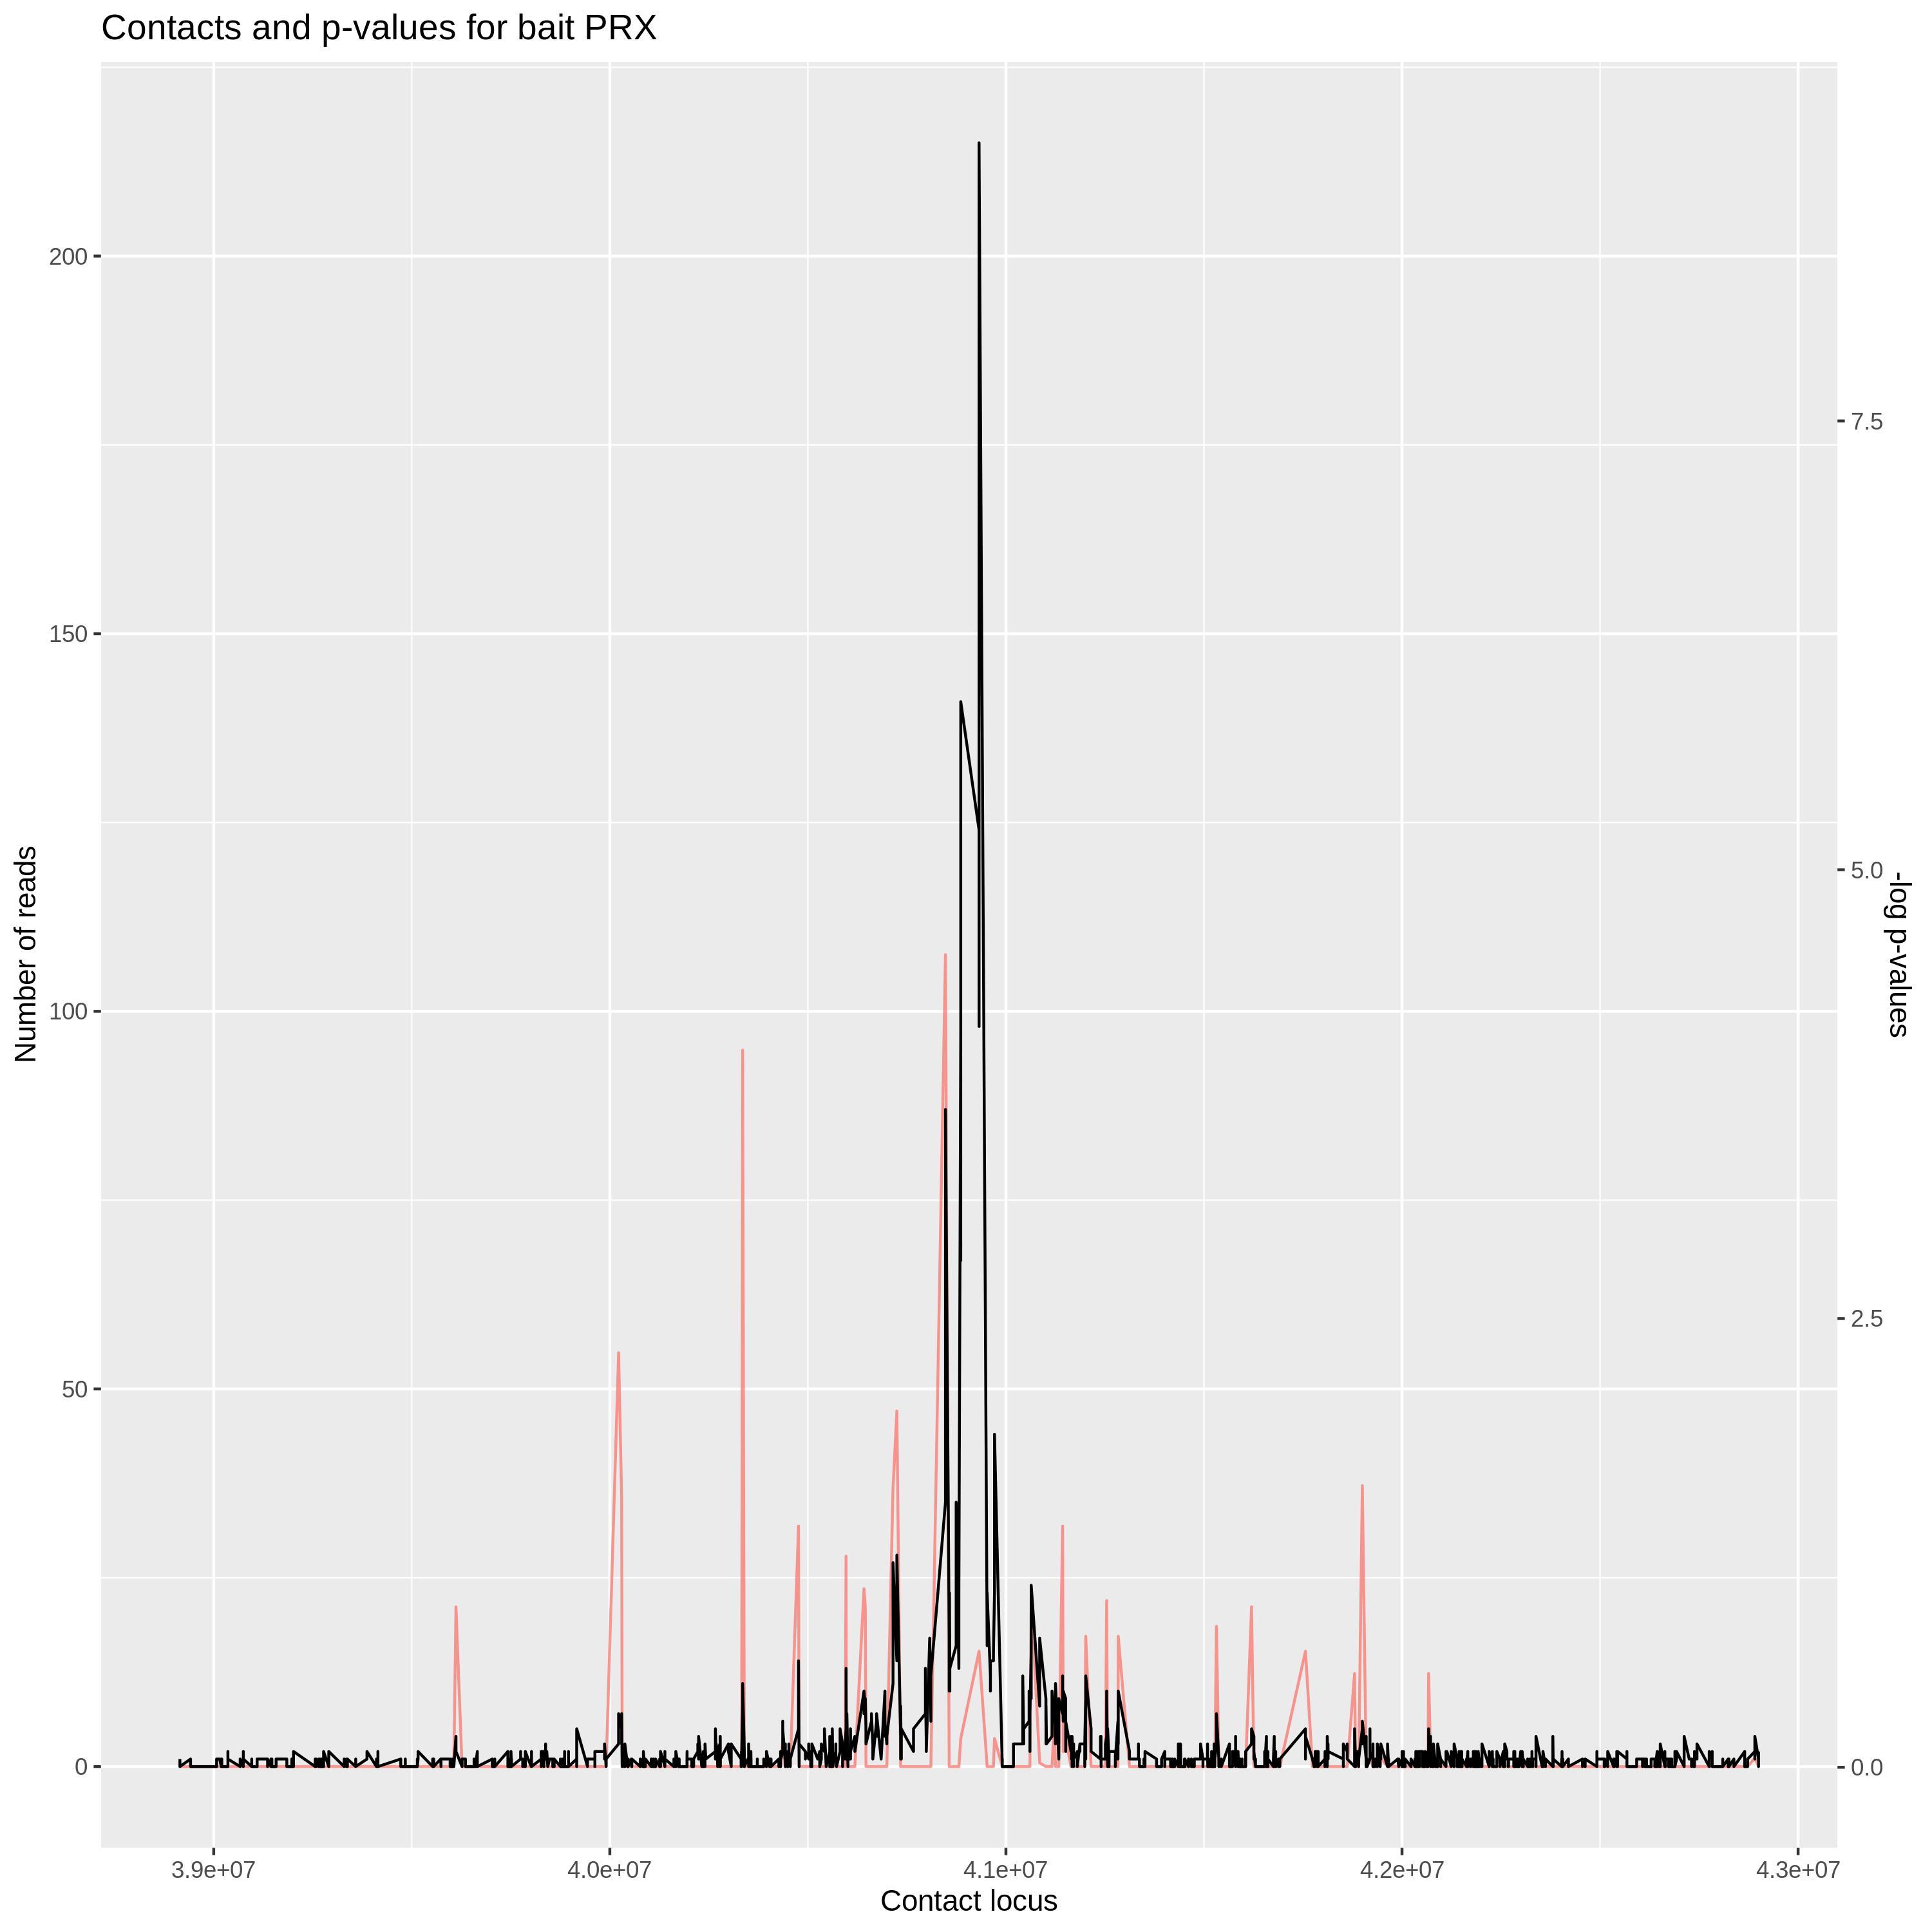 Contacts and p-values for bait PRX
Number of reads
200
150
100
50
0
7.5
5.0
2.5
0.0
-log p-values
3.9e+07
4.0e+07
4.1e+07
4.2e+07
4.3e+07
Contact locus